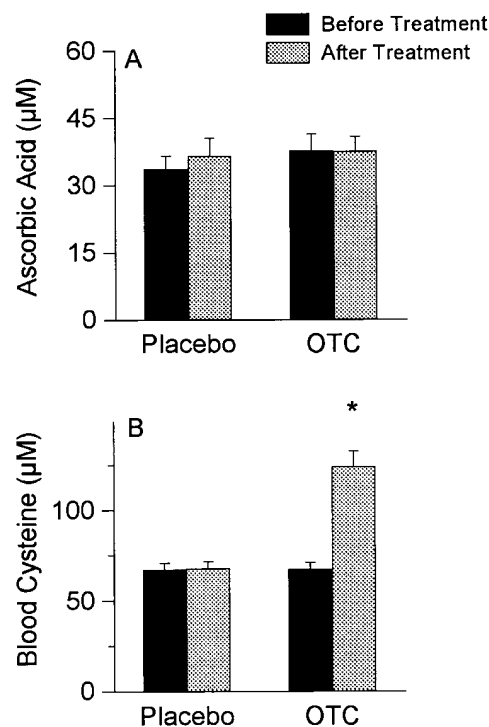 Before Treatment
After Treatment
A
60
45
30
15
0
Ascorbic Acid (µM)
Placebo OTC
B
*
100
50
0
Blood Cysteine (µM)
Placebo OTC